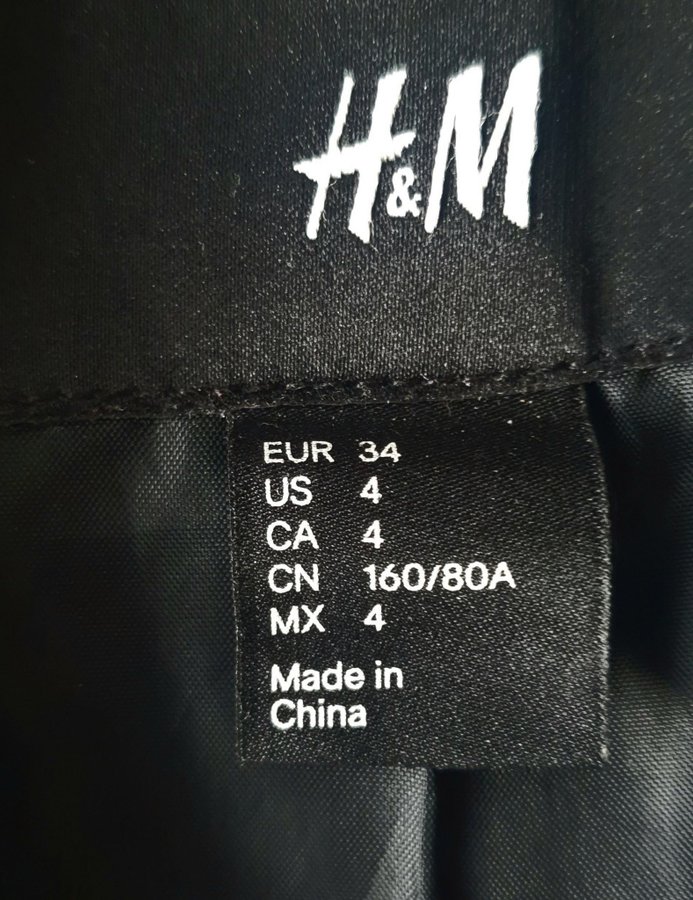 H&M
EUR 34
US 4
CA 4
CN 160/80A
MX 4
Made in
China